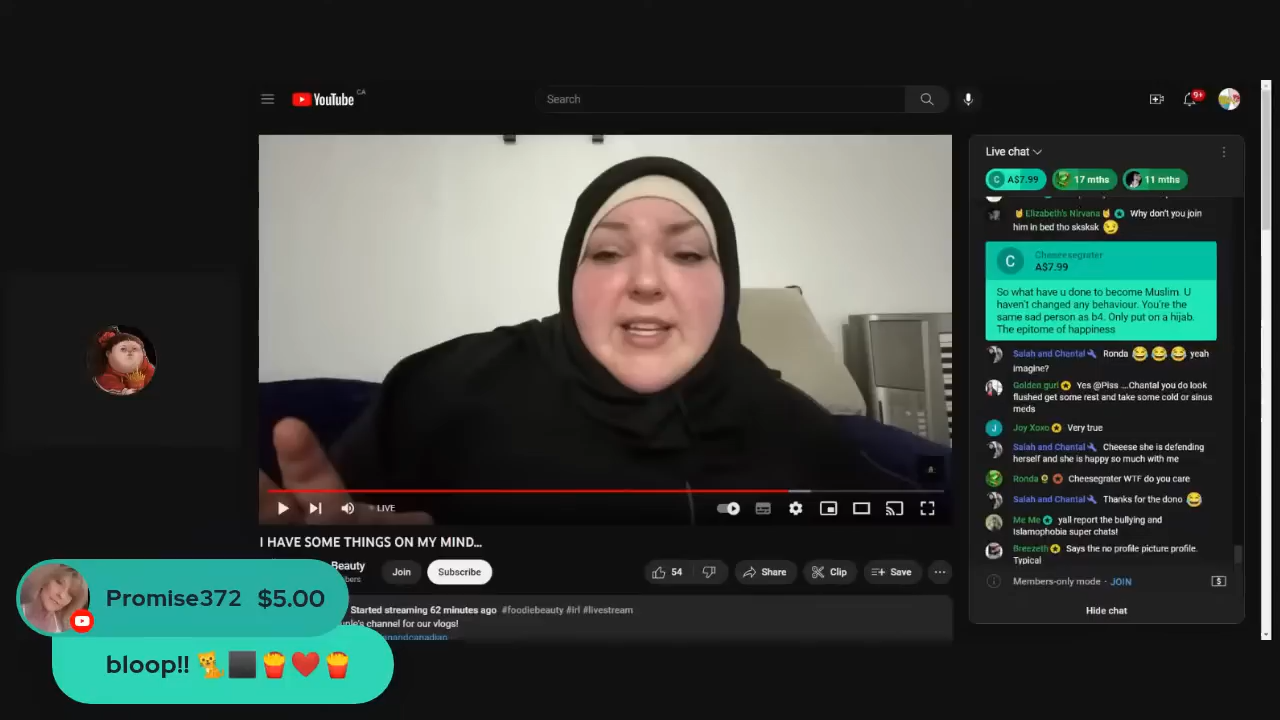 YouTube CA
Search
9+
Live chat
C A$7.99
17 mths
11 mths
Elizabeth's Nirvana Why don't you join
him in bed tho sksksk 😏
C Cheesegrater
A$7.99
So what have u done to become Muslim. U
haven't changed any behaviour. You're the
same sad person as b4. Only put on a hijab.
The epitome of happiness
Salah and Chantal Ronda 😂 😂 😂 yeah
imagine?
Golden gurl Yes @Piss ...Chantal you do look
flushed get some rest and take some cold or sinus
meds
J Joy Xoxo Very true
Salah and Chantal Cheeese she is defending
herself and she is happy so much with me
Ronda Cheesegrater WTF do you care
Salah and Chantal Thanks for the dono 😂
Me Me yall report the bullying and
Islamophobia super chats!
Breezeth Says the no profile picture profile.
Typical
Members-only mode · JOIN
Hide chat
LIVE
I HAVE SOME THINGS ON MY MIND...
Beauty
Join
Subscribe
54
Share
Clip
Save
Started streaming 62 minutes ago #foodiebeauty #irl #livestream
ple's channel for our vlogs!
Promise372 $5.00
bloop!! 🐈⬛🍟❤️🍟